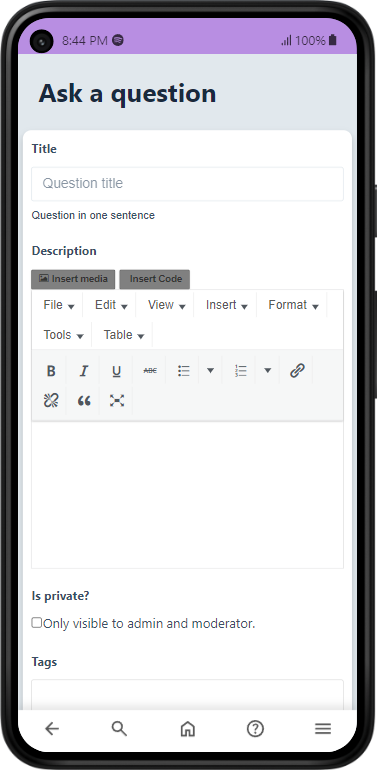 8:44 PM 100%
Ask a question
Title
Question title
Question in one sentence
Description
Insert media Insert Code
File Edit View Insert Format
Tools Table
B I U ABC
Is private?
Only visible to admin and moderator.
Tags